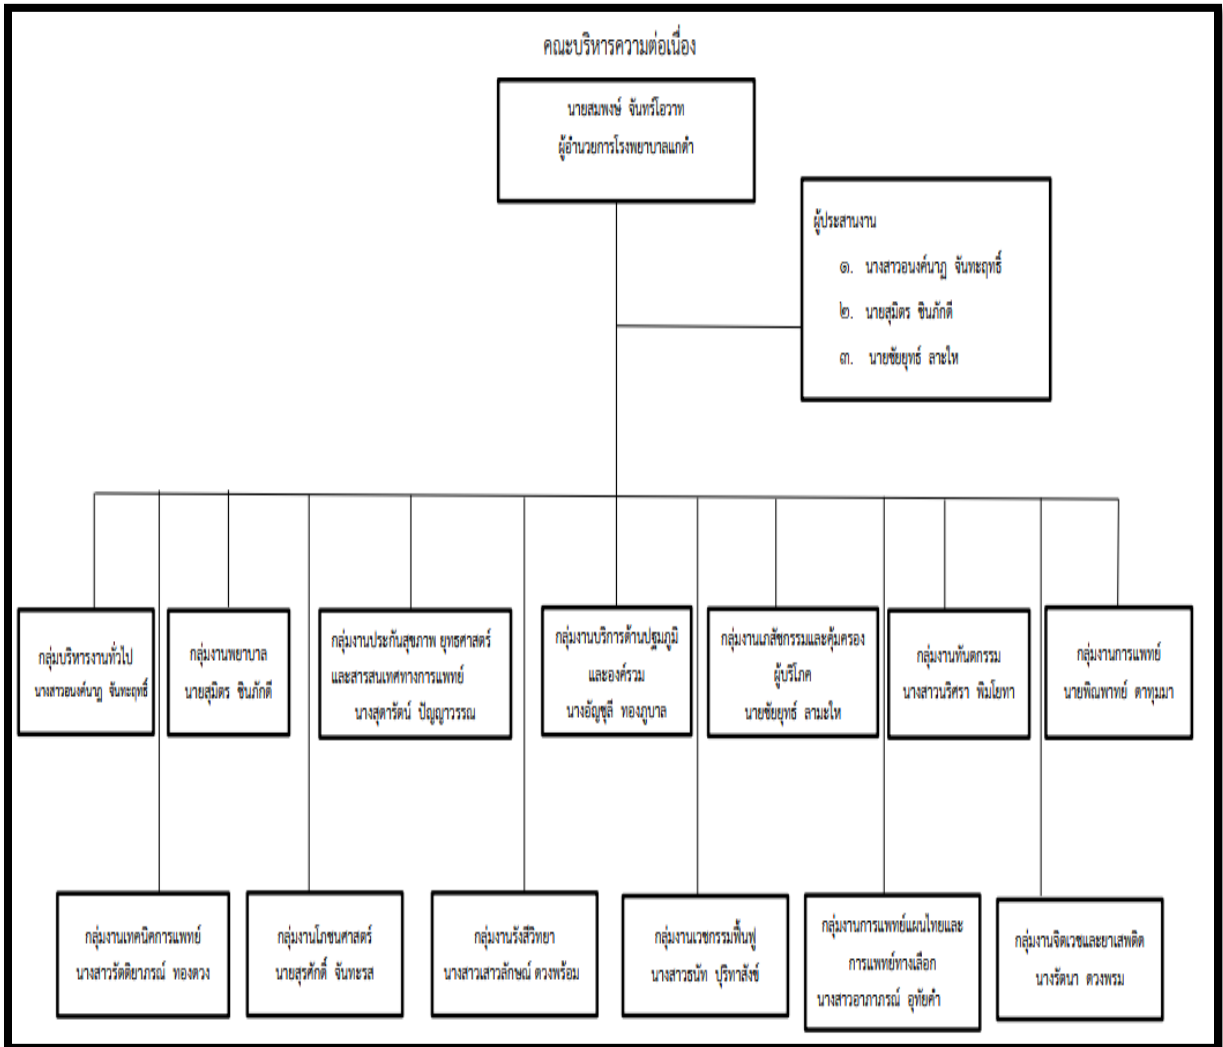 คณะบริหารความต่อเนื่อง
นายสมพงษ์ จันทร์โอวาท
ผู้อำนวยการโรงพยาบาลแกดำ
ผู้ประสานงาน
๑. นางสาวอนงค์นาฏ จันทะฤทธิ์
๒. นายสุมิตร ชินภักดี
๓. นายชัยยุทธ์ ลาะให
กลุ่มบริหารงานทั่วไป
นางสาวอนงค์นาฏ จันทะฤทธิ์
กลุ่มงานพยาบาล
นายสุมิตร ชินภักดี
กลุ่มงานประกันสุขภาพ ยุทธศาสตร์
และสารสนเทศทางการแพทย์
นางสุดารัตน์ ปัญญาวรรณ
กลุ่มงานบริการด้านปฐมภูมิ
และองค์รวม
นางอัญชุลี ทองภูบาล
กลุ่มงานเภสัชกรรมและคุ้มครอง
ผู้บริโภค
นายชัยยุทธ์ ลามะให
กลุ่มงานทันตกรรม
นางสาวนริศรา พิมโยทา
กลุ่มงานการแพทย์
นายพิณพาทย์ ดาทุมมา
กลุ่มงานเทคนิคการแพทย์
นางสาวรัตติยาภรณ์ ทองดวง
กลุ่มงานโภชนศาสตร์
นายสุรศักดิ์ จันทะรส
กลุ่มงานรังสีวิทยา
นางสาวเสาวลักษณ์ ดวงพร้อม
กลุ่มงานเวชกรรมฟื้นฟู
นางสาวธนัท ปุริทาสังข์
กลุ่มงานการแพทย์แผนไทยและ
การแพทย์ทางเลือก
นางสาวอาภาภรณ์ อุทัยคำ
กลุ่มงานจิตเวชและยาเสพติด
นางรัตนา ดวงพรม